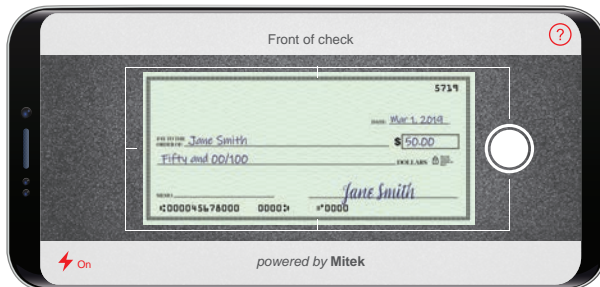 Front of check
?
5719
DATE Mar 1, 2019
PAY TO THE
ORDER OF Jane Smith $ 50.00
Fifty and 00/100 DOLLARS
MEMO Jane Smith
⑆000045678000 0000⑆ ⑈0000
On
powered by Mitek